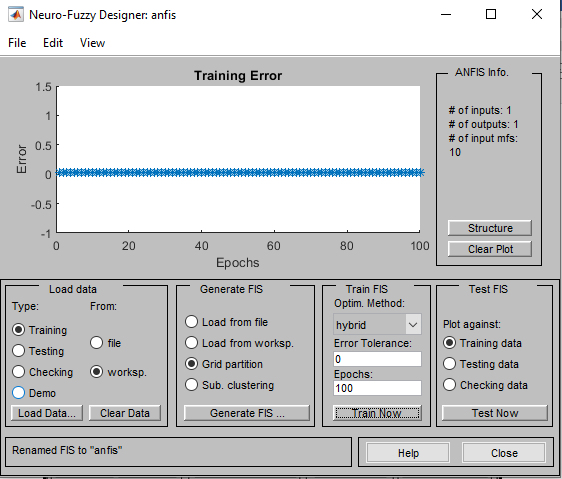 Neuro-Fuzzy Designer: anfis
File Edit View
Training Error
1.5
1
0.5
0
-0.5
-1
Error
0 20 40 60 80 100
Epochs
ANFIS Info.
# of inputs: 1
# of outputs: 1
# of input mfs:
10
Structure
Clear Plot
Load data
Type: From:
Training
Testing
Checking
Demo
file
worksp.
Load Data... Clear Data
Generate FIS
Load from file
Load from worksp.
Grid partition
Sub. clustering
Generate FIS ...
Train FIS
Optim. Method:
hybrid
Error Tolerance:
0
Epochs:
100
Train Now
Test FIS
Plot against:
Training data
Testing data
Checking data
Test Now
Renamed FIS to "anfis"
Help Close